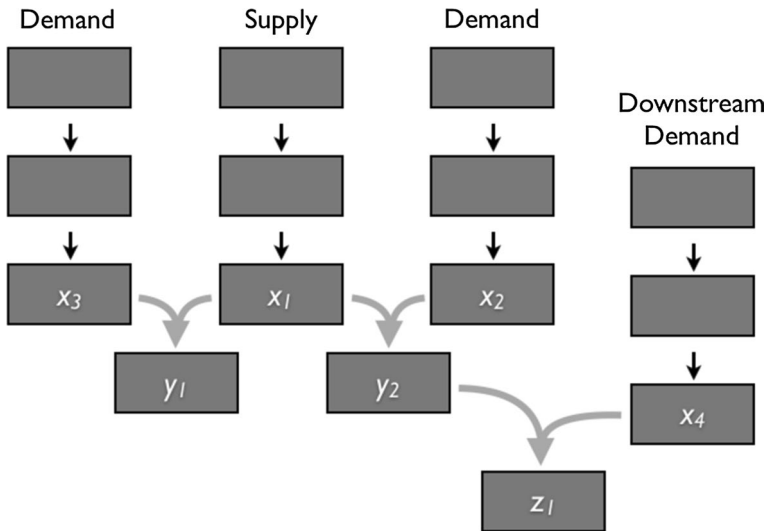 Demand
Supply
Demand
Downstream
Demand
x3
x1
x2
y1
y2
x4
z1